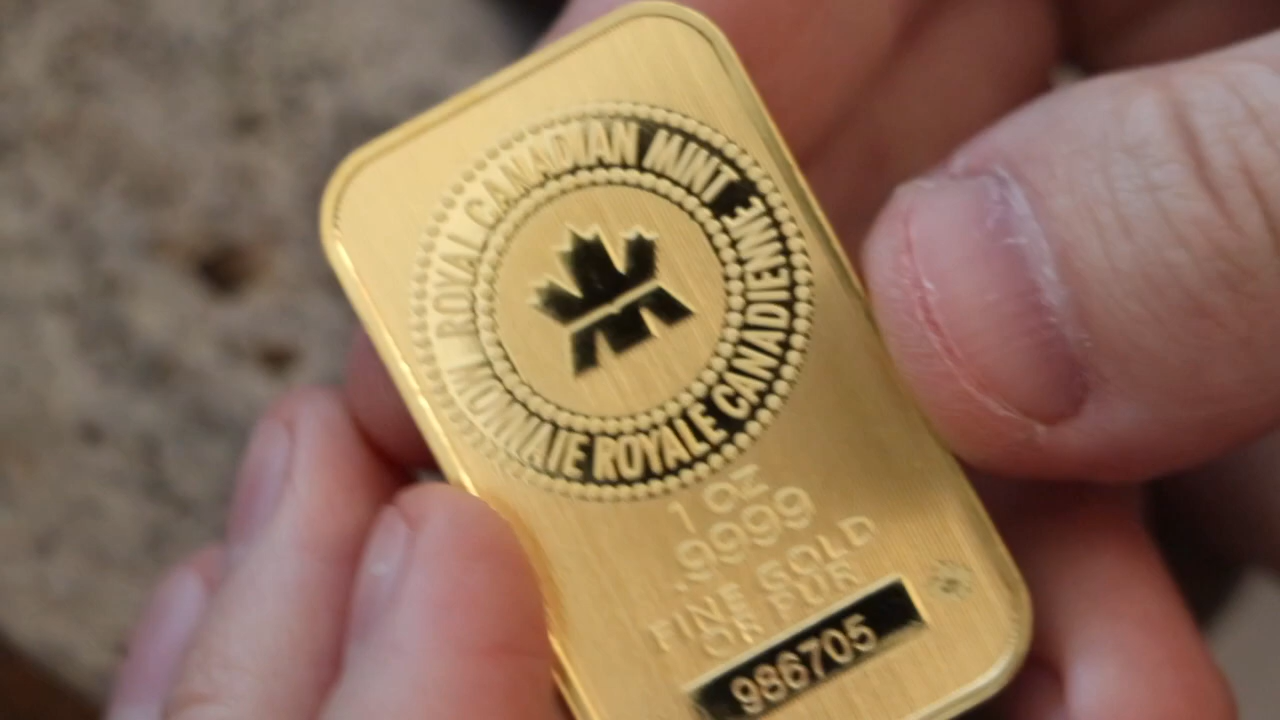 ROYAL CANADIAN MINT
MONNAIE ROYALE CANADIENNE
1 OZ
.9999
FINE GOLD
OR PUR
986705